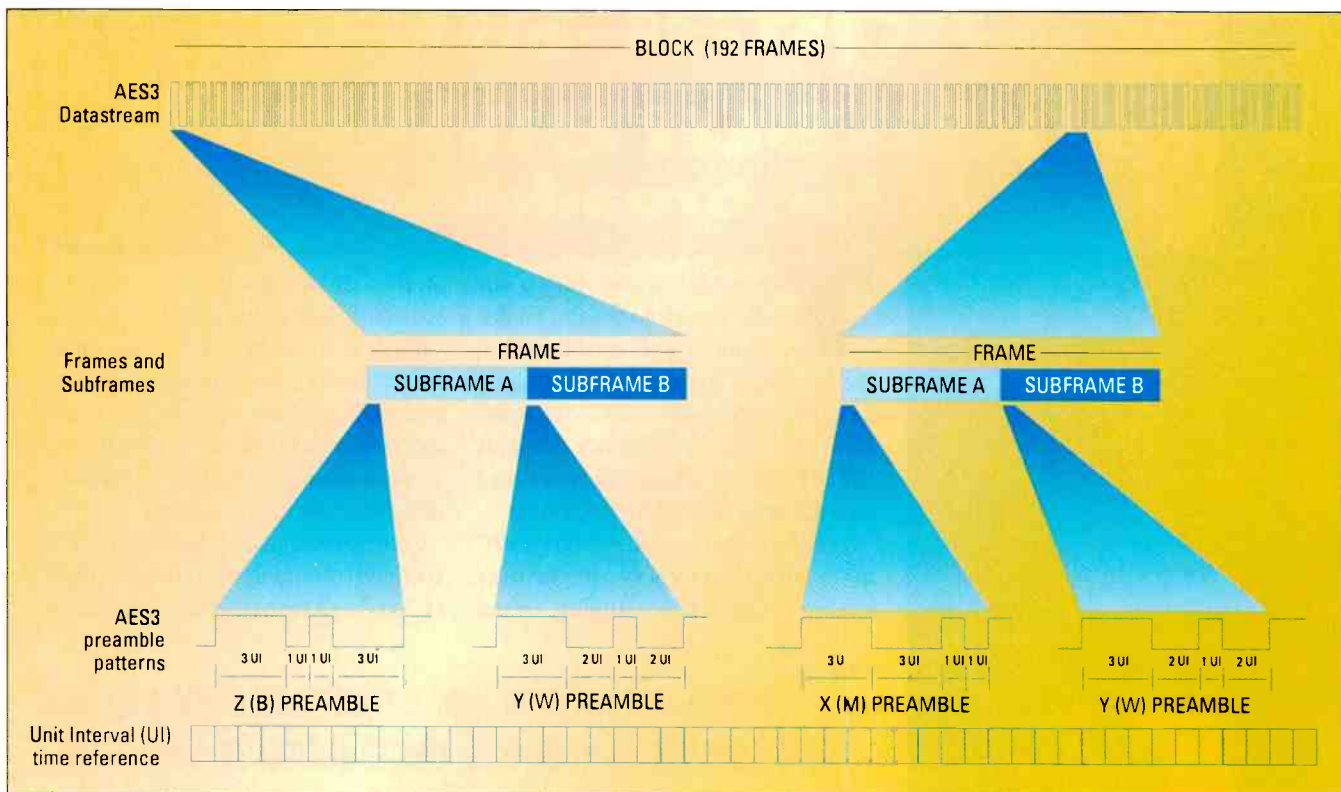 BLOCK (192 FRAMES)
AES3
Datastream
Frames and
Subframes
FRAME
SUBFRAME A SUBFRAME B
FRAME
SUBFRAME A SUBFRAME B
AES3
preamble
patterns
3 UI 1 UI 1 UI 3 UI
Z (B) PREAMBLE
3 UI 2 UI 1 UI 2 UI
Y (W) PREAMBLE
3 U 3 UI 1 UI 1 UI
X (M) PREAMBLE
3 UI 2 UI 1 UI 2 UI
Y (W) PREAMBLE
Unit Interval (UI)
time reference